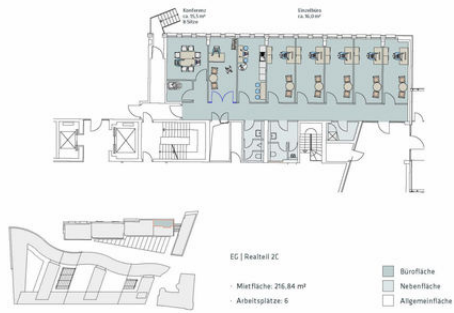 Konferenz
ca. 35,5 m²
8 Sitze
Einzelbüro
ca. 16,0 m²
EG | Realteil 2C
· Mietfläche: 216.84 m²
· Arbeitsplätze: 6
Bürofläche
Nebenfläche
Allgemeinfläche